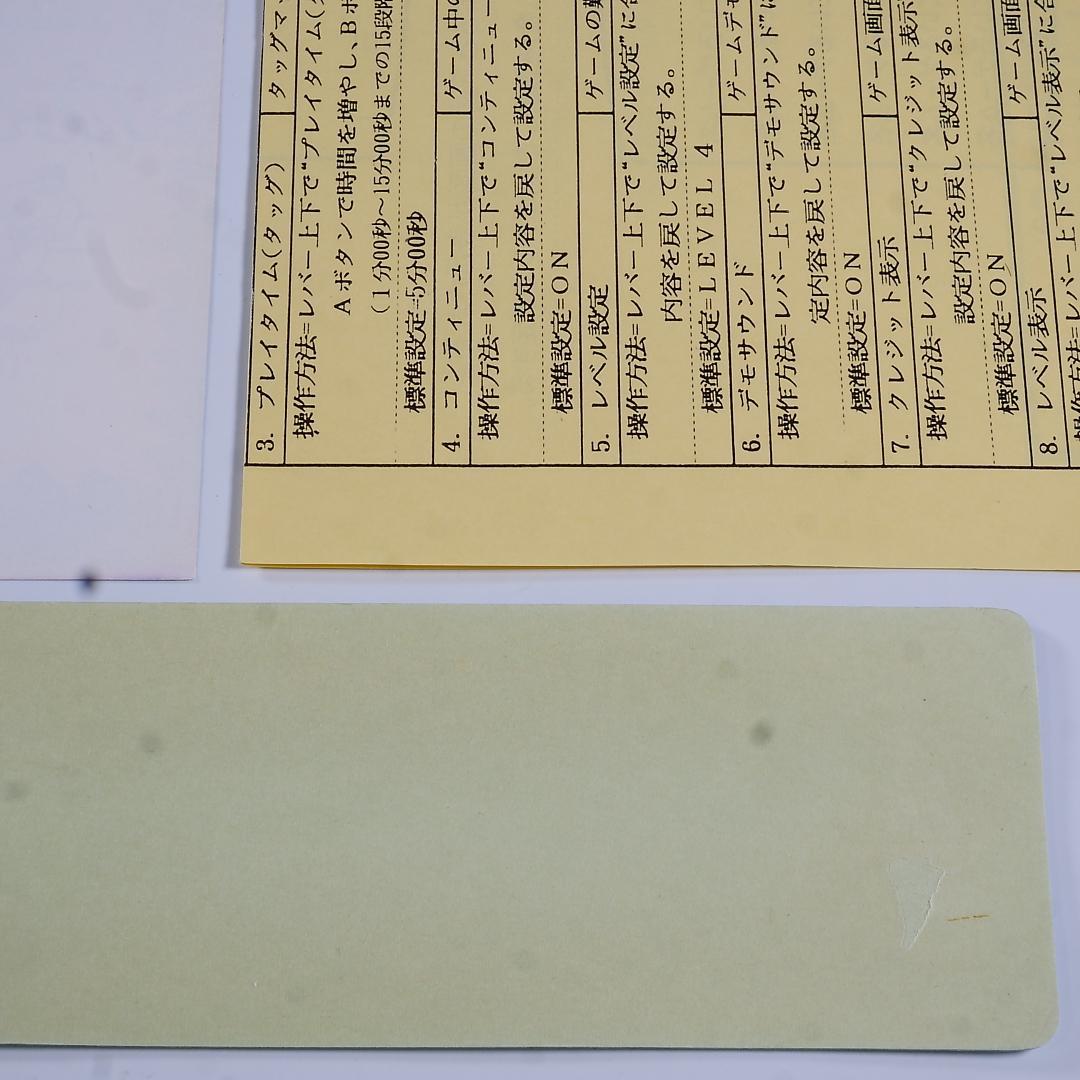 3. プレイタイム(タッグ) タッグマ
操作方法=レバー上下で“プレイタイム(
Aボタンで時間を増やし、Bボ
(1分00秒〜15分00秒までの15段階
標準設定=5分00秒
4. コンティニュー ゲーム中の
操作方法=レバー上下で“コンティニュー
設定内容を戻して設定する。
標準設定=ON
5. レベル設定 ゲームの難
操作方法=レバー上下で“レベル設定”に合
内容を戻して設定する。
標準設定=LEVEL 4
6. デモサウンド ゲームデモ
操作方法=レバー上下で“デモサウンド”に
定内容を戻して設定する。
標準設定=ON
7. クレジット表示 ゲーム画面
操作方法=レバー上下で“クレジット表示
設定内容を戻して設定する。
標準設定=ON
8. レベル表示 ゲーム画面
操作方法=レバー上下で“レベル表示”に合